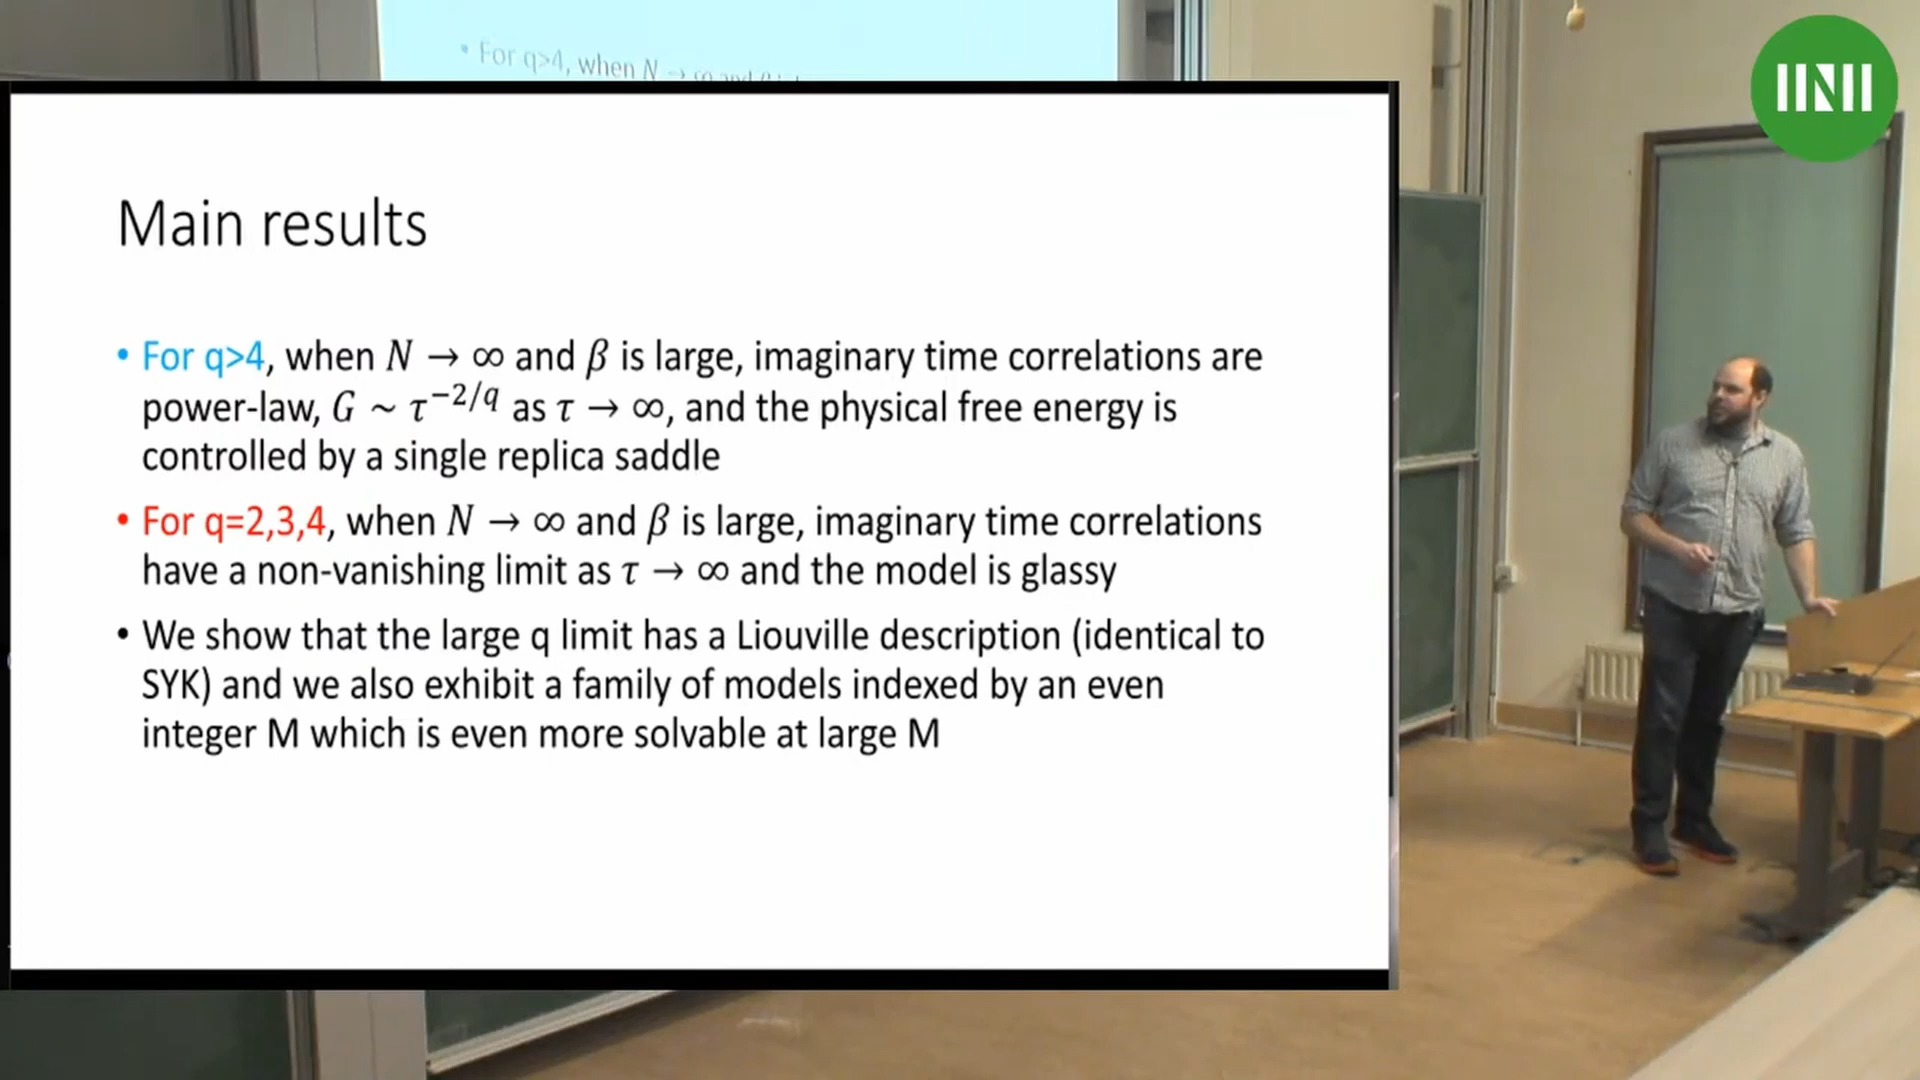 • For q>4, when N → ∞ and β
Main results
• For q>4, when N → ∞ and β is large, imaginary time correlations are
power-law, G ~ τ^{-2/q} as τ → ∞, and the physical free energy is
controlled by a single replica saddle
• For q=2,3,4, when N → ∞ and β is large, imaginary time correlations
have a non-vanishing limit as τ → ∞ and the model is glassy
• We show that the large q limit has a Liouville description (identical to
SYK) and we also exhibit a family of models indexed by an even
integer M which is even more solvable at large M